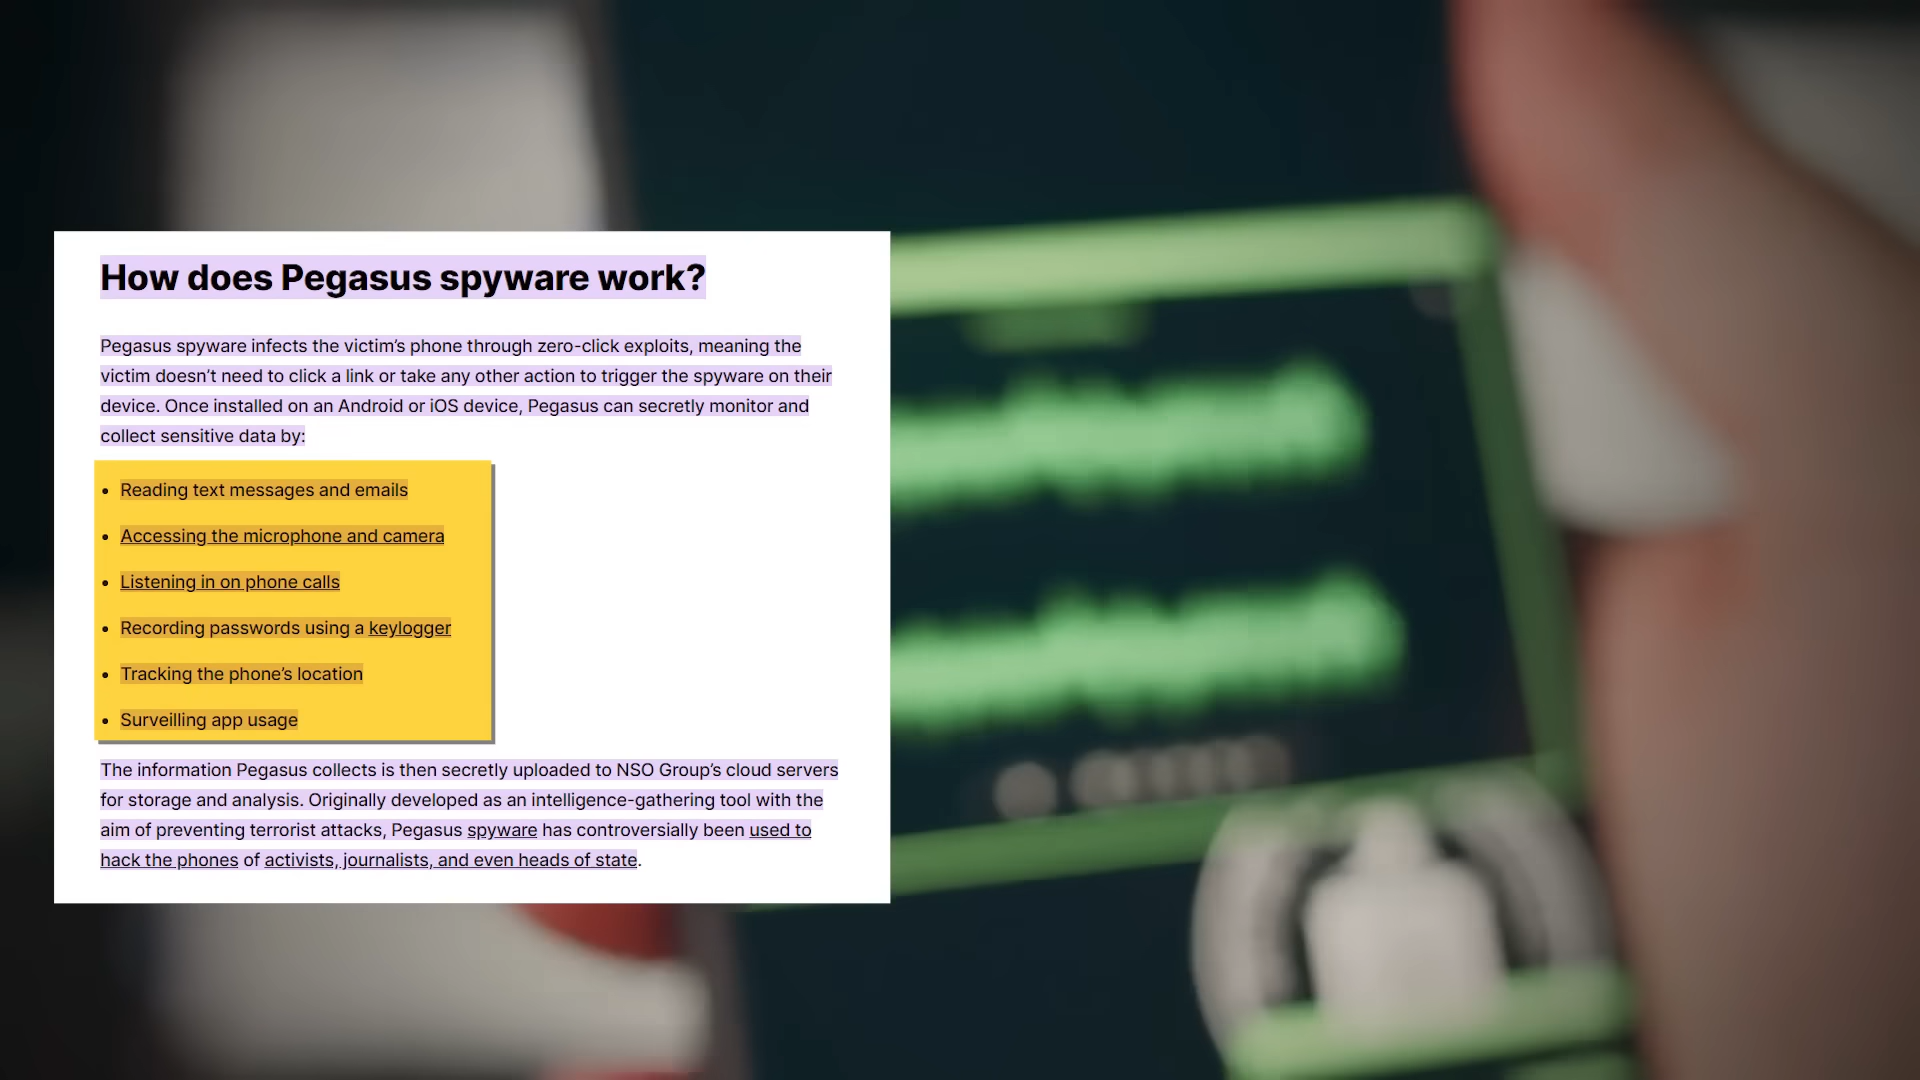 How does Pegasus spyware work?
Pegasus spyware infects the victim’s phone through zero-click exploits, meaning the
victim doesn’t need to click a link or take any other action to trigger the spyware on their
device. Once installed on an Android or iOS device, Pegasus can secretly monitor and
collect sensitive data by:
• Reading text messages and emails
• Accessing the microphone and camera
• Listening in on phone calls
• Recording passwords using a keylogger
• Tracking the phone’s location
• Surveilling app usage
The information Pegasus collects is then secretly uploaded to NSO Group’s cloud servers
for storage and analysis. Originally developed as an intelligence-gathering tool with the
aim of preventing terrorist attacks, Pegasus spyware has controversially been used to
hack the phones of activists, journalists, and even heads of state.